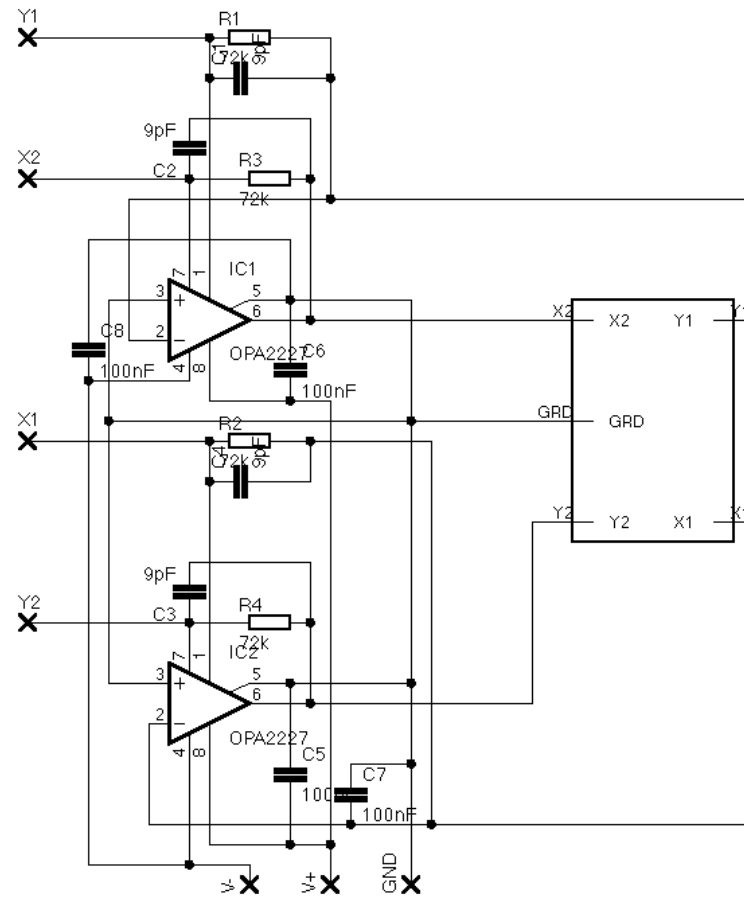 Y1
R1
C1
72k
9pF
9pF
X2
C2
R3
72k
7
1
IC1
3
+
5
X2
X2
Y1
Y1
6
2
−
C8
OPA2227
C6
100nF
4
8
100nF
X1
R2
GRD
GRD
C4
72k
9pF
Y2
Y2
X1
X1
9pF
Y2
C3
R4
72k
7
1
IC2
3
+
5
6
2
−
OPA2227
4
8
C5
C7
100nF
V-
V+
GND